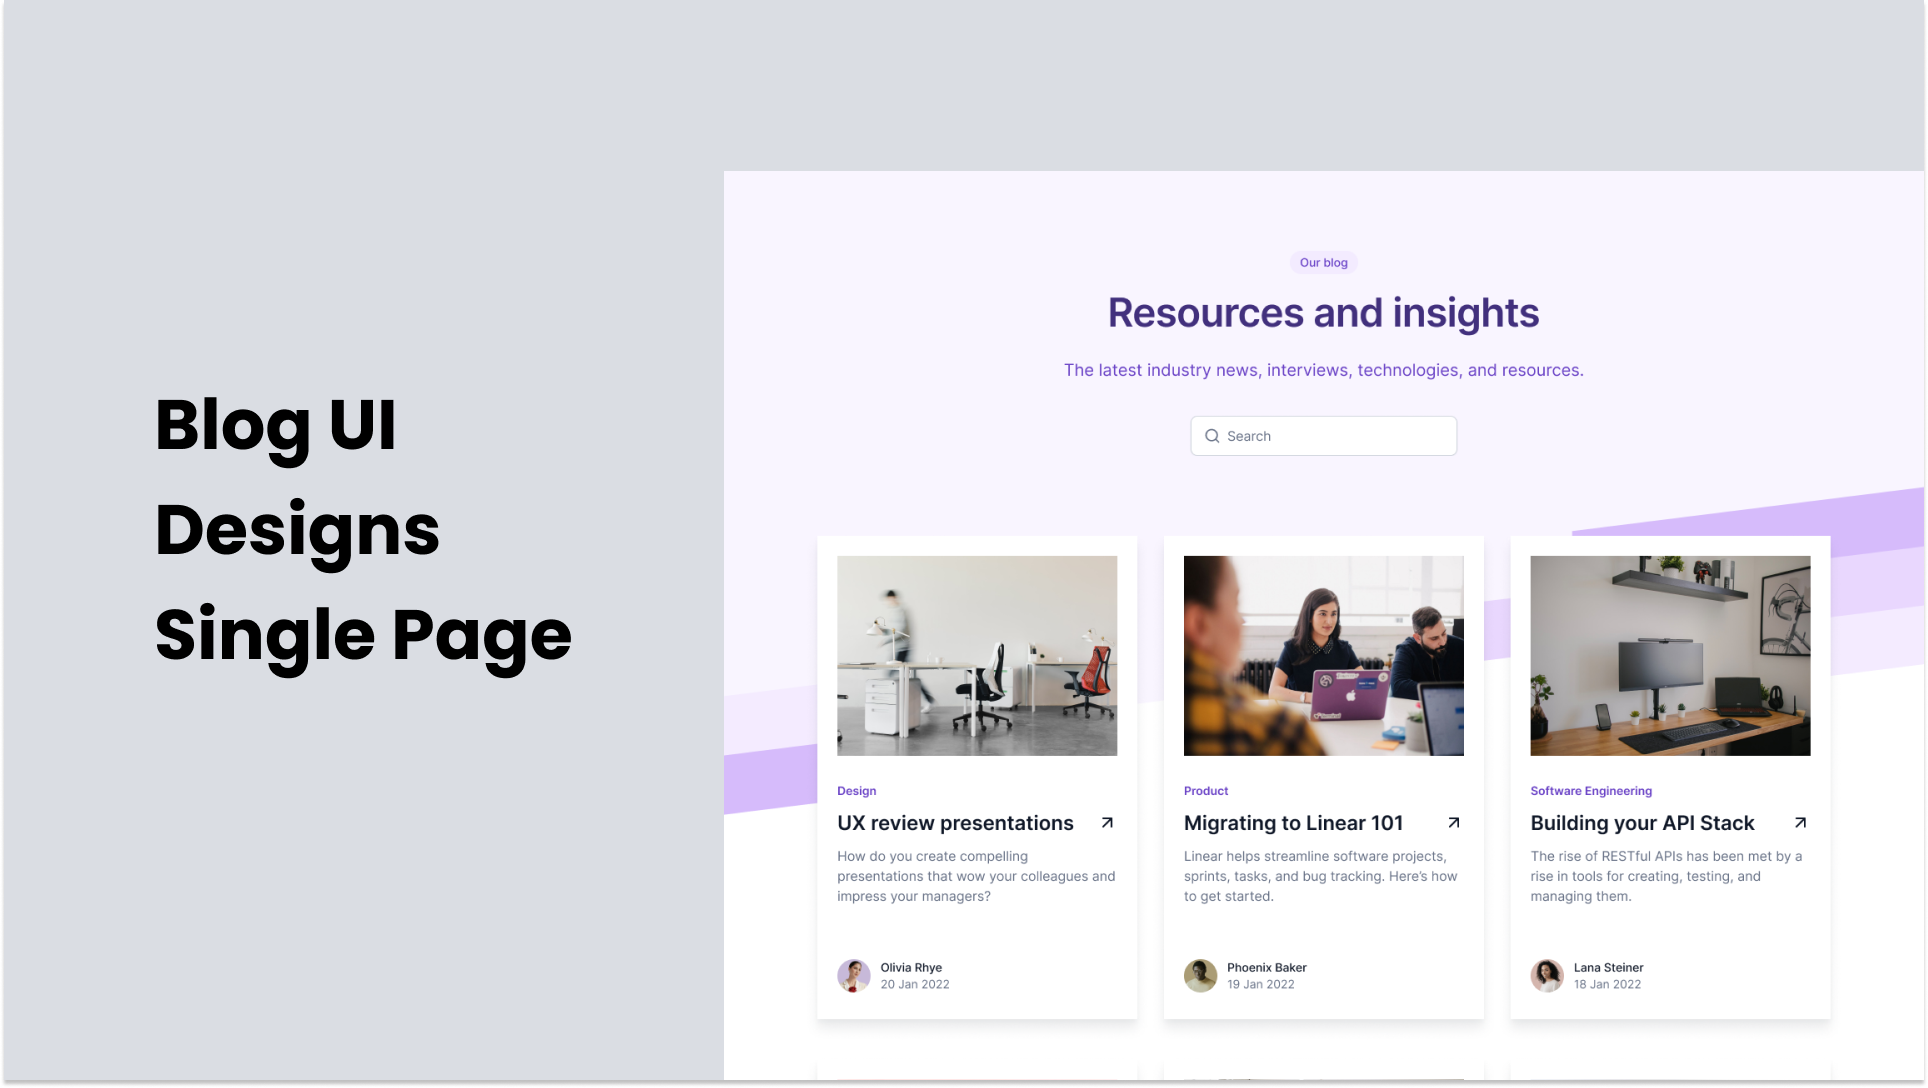 Blog UI
Designs
Single Page
Our blog
Resources and insights
The latest industry news, interviews, technologies, and resources.
Search
Design
UX review presentations
How do you create compelling
presentations that wow your colleagues and
impress your managers?
Olivia Rhye
20 Jan 2022
Product
Migrating to Linear 101
Linear helps streamline software projects,
sprints, tasks, and bug tracking. Here’s how
to get started.
Phoenix Baker
19 Jan 2022
Software Engineering
Building your API Stack
The rise of RESTful APIs has been met by a
rise in tools for creating, testing, and
managing them.
Lana Steiner
18 Jan 2022